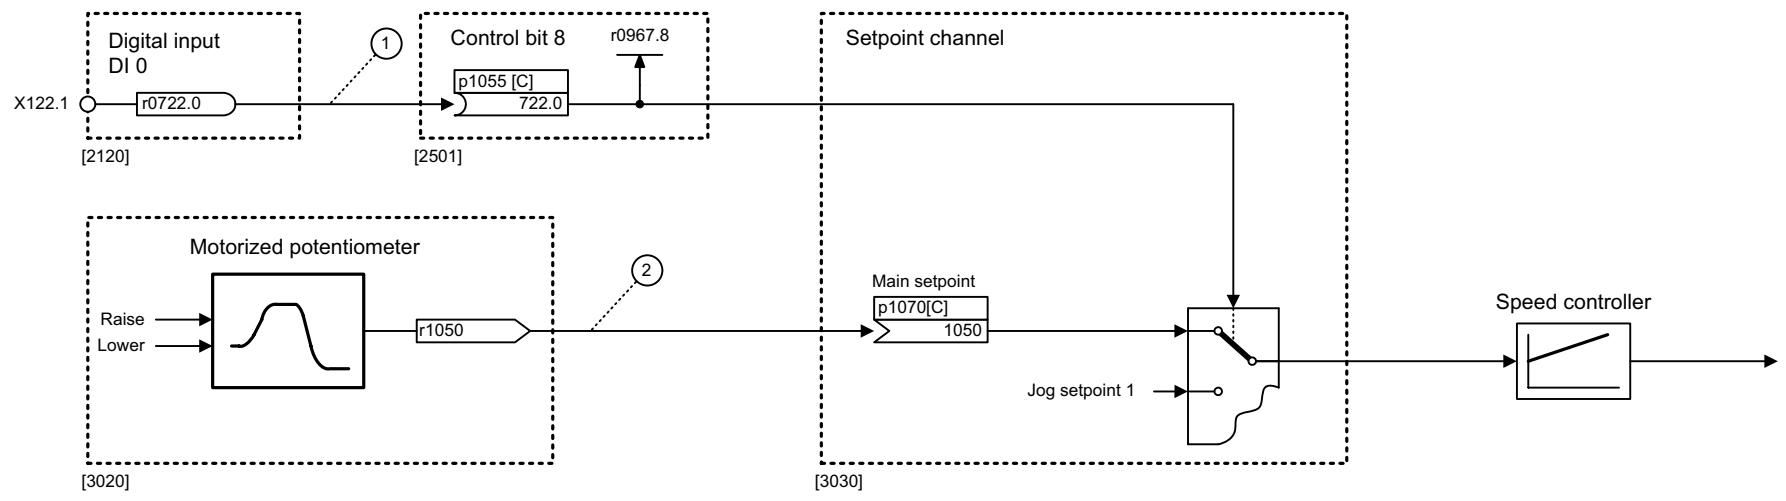 Digital input
DI 0
X122.1
r0722.0
[2120]
1
Control bit 8
r0967.8
p1055 [C]
722.0
[2501]
Setpoint channel
Motorized potentiometer
Raise
Lower
r1050
[3020]
2
Main setpoint
p1070[C]
1050
Jog setpoint 1
[3030]
Speed controller